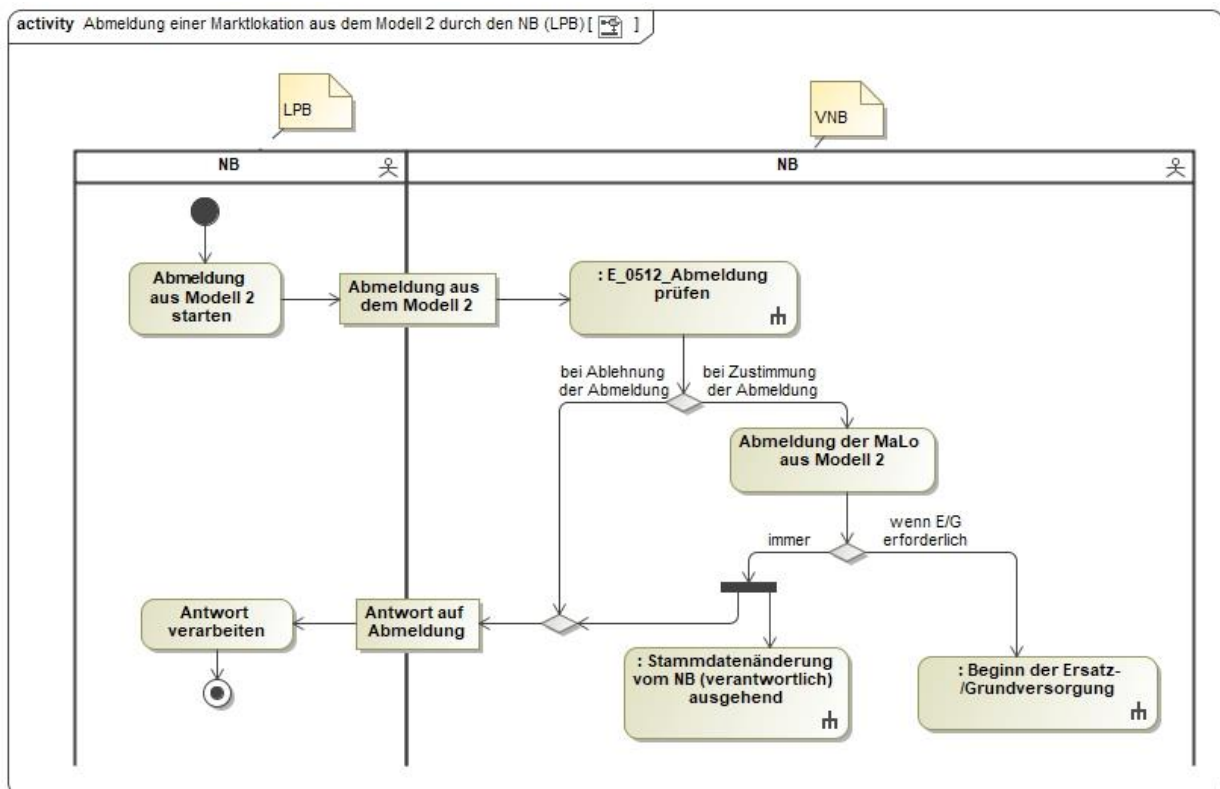 activity Abmeldung einer Marktlokation aus dem Modell 2 durch den NB (LPB)[ ]
LPB
VNB
NB
NB
Abmeldung
aus Modell 2
starten
Abmeldung aus
dem Modell 2
: E_0512_Abmeldung
prüfen
bei Ablehnung
der Abmeldung
bei Zustimmung
der Abmeldung
Abmeldung der MaLo
aus Modell 2
immer
wenn E/G
erforderlich
Antwort
verarbeiten
Antwort auf
Abmeldung
: Stammdatenänderung
vom NB (verantwortlich)
ausgehend
: Beginn der Ersatz-
/Grundversorgung